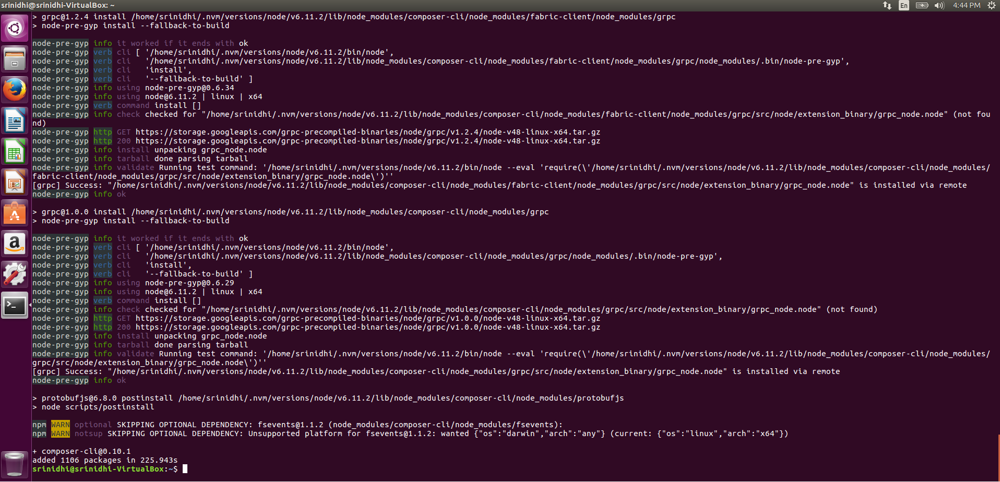 srinidhi@srinidhi-VirtualBox: ~
En
4:44 PM
> grpc@1.2.4 install /home/srinidhi/.nvm/versions/node/v6.11.2/lib/node_modules/composer-cli/node_modules/fabric-client/node_modules/grpc
> node-pre-gyp install --fallback-to-build
node-pre-gyp info it worked if it ends with ok
node-pre-gyp verb cli [ '/home/srinidhi/.nvm/versions/node/v6.11.2/bin/node',
node-pre-gyp verb cli   '/home/srinidhi/.nvm/versions/node/v6.11.2/lib/node_modules/composer-cli/node_modules/fabric-client/node_modules/grpc/node_modules/.bin/node-pre-gyp',
node-pre-gyp verb cli   'install',
node-pre-gyp verb cli   '--fallback-to-build' ]
node-pre-gyp info using node-pre-gyp@0.6.34
node-pre-gyp info using node@6.11.2 | linux | x64
node-pre-gyp verb command install []
node-pre-gyp info check checked for "/home/srinidhi/.nvm/versions/node/v6.11.2/lib/node_modules/composer-cli/node_modules/fabric-client/node_modules/grpc/src/node/extension_binary/grpc_node.node" (not fou
nd)
node-pre-gyp http GET https://storage.googleapis.com/grpc-precompiled-binaries/node/grpc/v1.2.4/node-v48-linux-x64.tar.gz
node-pre-gyp http 200 https://storage.googleapis.com/grpc-precompiled-binaries/node/grpc/v1.2.4/node-v48-linux-x64.tar.gz
node-pre-gyp info install unpacking grpc_node.node
node-pre-gyp info tarball done parsing tarball
node-pre-gyp info validate Running test command: '/home/srinidhi/.nvm/versions/node/v6.11.2/bin/node --eval 'require(\'/home/srinidhi/.nvm/versions/node/v6.11.2/lib/node_modules/composer-cli/node_modules/
fabric-client/node_modules/grpc/src/node/extension_binary/grpc_node.node\')''
[grpc] Success: "/home/srinidhi/.nvm/versions/node/v6.11.2/lib/node_modules/composer-cli/node_modules/fabric-client/node_modules/grpc/src/node/extension_binary/grpc_node.node" is installed via remote
node-pre-gyp info ok
> grpc@1.0.0 install /home/srinidhi/.nvm/versions/node/v6.11.2/lib/node_modules/composer-cli/node_modules/grpc
> node-pre-gyp install --fallback-to-build
node-pre-gyp info it worked if it ends with ok
node-pre-gyp verb cli [ '/home/srinidhi/.nvm/versions/node/v6.11.2/bin/node',
node-pre-gyp verb cli   '/home/srinidhi/.nvm/versions/node/v6.11.2/lib/node_modules/composer-cli/node_modules/grpc/node_modules/.bin/node-pre-gyp',
node-pre-gyp verb cli   'install',
node-pre-gyp verb cli   '--fallback-to-build' ]
node-pre-gyp info using node-pre-gyp@0.6.29
node-pre-gyp info using node@6.11.2 | linux | x64
node-pre-gyp verb command install []
node-pre-gyp info check checked for "/home/srinidhi/.nvm/versions/node/v6.11.2/lib/node_modules/composer-cli/node_modules/grpc/src/node/extension_binary/grpc_node.node" (not found)
node-pre-gyp http GET https://storage.googleapis.com/grpc-precompiled-binaries/node/grpc/v1.0.0/node-v48-linux-x64.tar.gz
node-pre-gyp http 200 https://storage.googleapis.com/grpc-precompiled-binaries/node/grpc/v1.0.0/node-v48-linux-x64.tar.gz
node-pre-gyp info install unpacking grpc_node.node
node-pre-gyp info tarball done parsing tarball
node-pre-gyp info validate Running test command: '/home/srinidhi/.nvm/versions/node/v6.11.2/bin/node --eval 'require(\'/home/srinidhi/.nvm/versions/node/v6.11.2/lib/node_modules/composer-cli/node_modules/
grpc/src/node/extension_binary/grpc_node.node\')''
[grpc] Success: "/home/srinidhi/.nvm/versions/node/v6.11.2/lib/node_modules/composer-cli/node_modules/grpc/src/node/extension_binary/grpc_node.node" is installed via remote
node-pre-gyp info ok
> protobufjs@6.8.0 postinstall /home/srinidhi/.nvm/versions/node/v6.11.2/lib/node_modules/composer-cli/node_modules/protobufjs
> node scripts/postinstall
npm WARN optional SKIPPING OPTIONAL DEPENDENCY: fsevents@1.1.2 (node_modules/composer-cli/node_modules/fsevents):
npm WARN notsup SKIPPING OPTIONAL DEPENDENCY: Unsupported platform for fsevents@1.1.2: wanted {"os":"darwin","arch":"any"} (current: {"os":"linux","arch":"x64"})
+ composer-cli@0.10.1
added 1106 packages in 225.943s
srinidhi@srinidhi-VirtualBox:~$